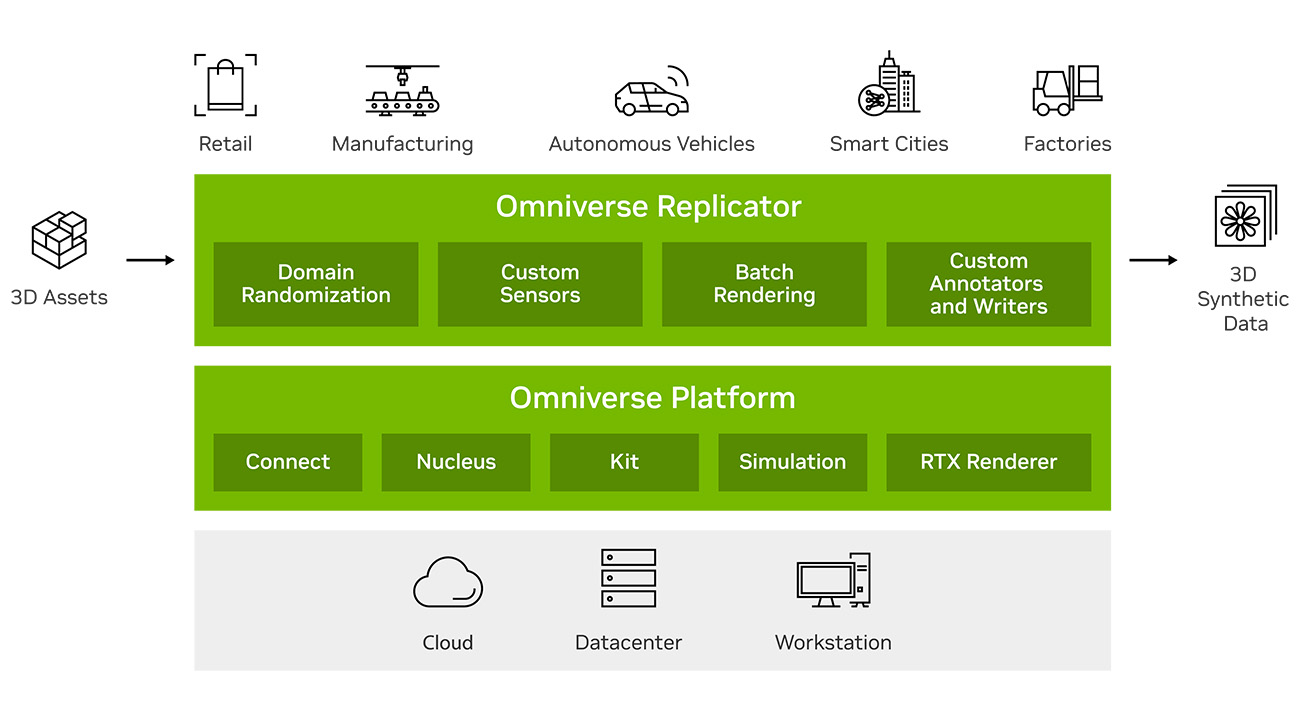 Retail
Manufacturing
Autonomous Vehicles
Smart Cities
Factories
3D Assets
Omniverse Replicator
Domain
Randomization
Custom
Sensors
Batch
Rendering
Custom
Annotators
and Writers
3D
Synthetic
Data
Omniverse Platform
Connect
Nucleus
Kit
Simulation
RTX Renderer
Cloud
Datacenter
Workstation